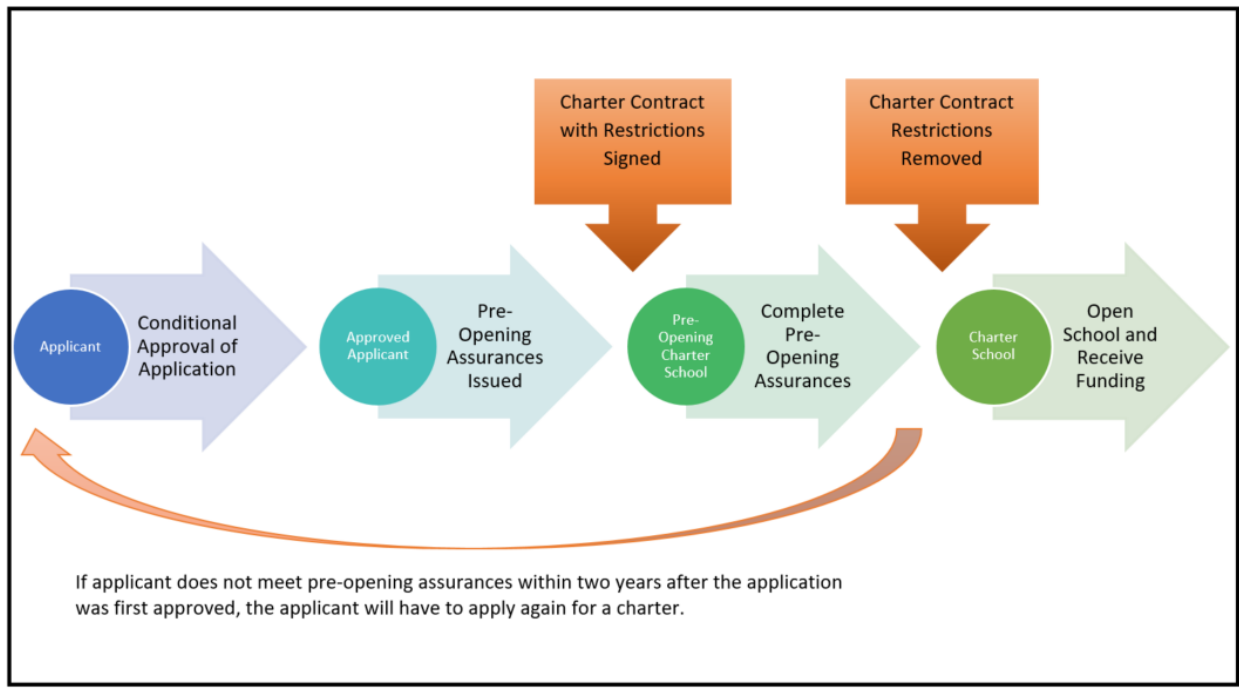 Charter Contract
with Restrictions
Signed
Charter Contract
Restrictions
Removed
Applicant
Conditional
Approval of
Application
Approved
Applicant
Pre-
Opening
Assurances
Issued
Pre-
Opening
Charter
School
Complete
Pre-
Opening
Assurances
Charter
School
Open
School and
Receive
Funding
If applicant does not meet pre-opening assurances within two years after the application
was first approved, the applicant will have to apply again for a charter.